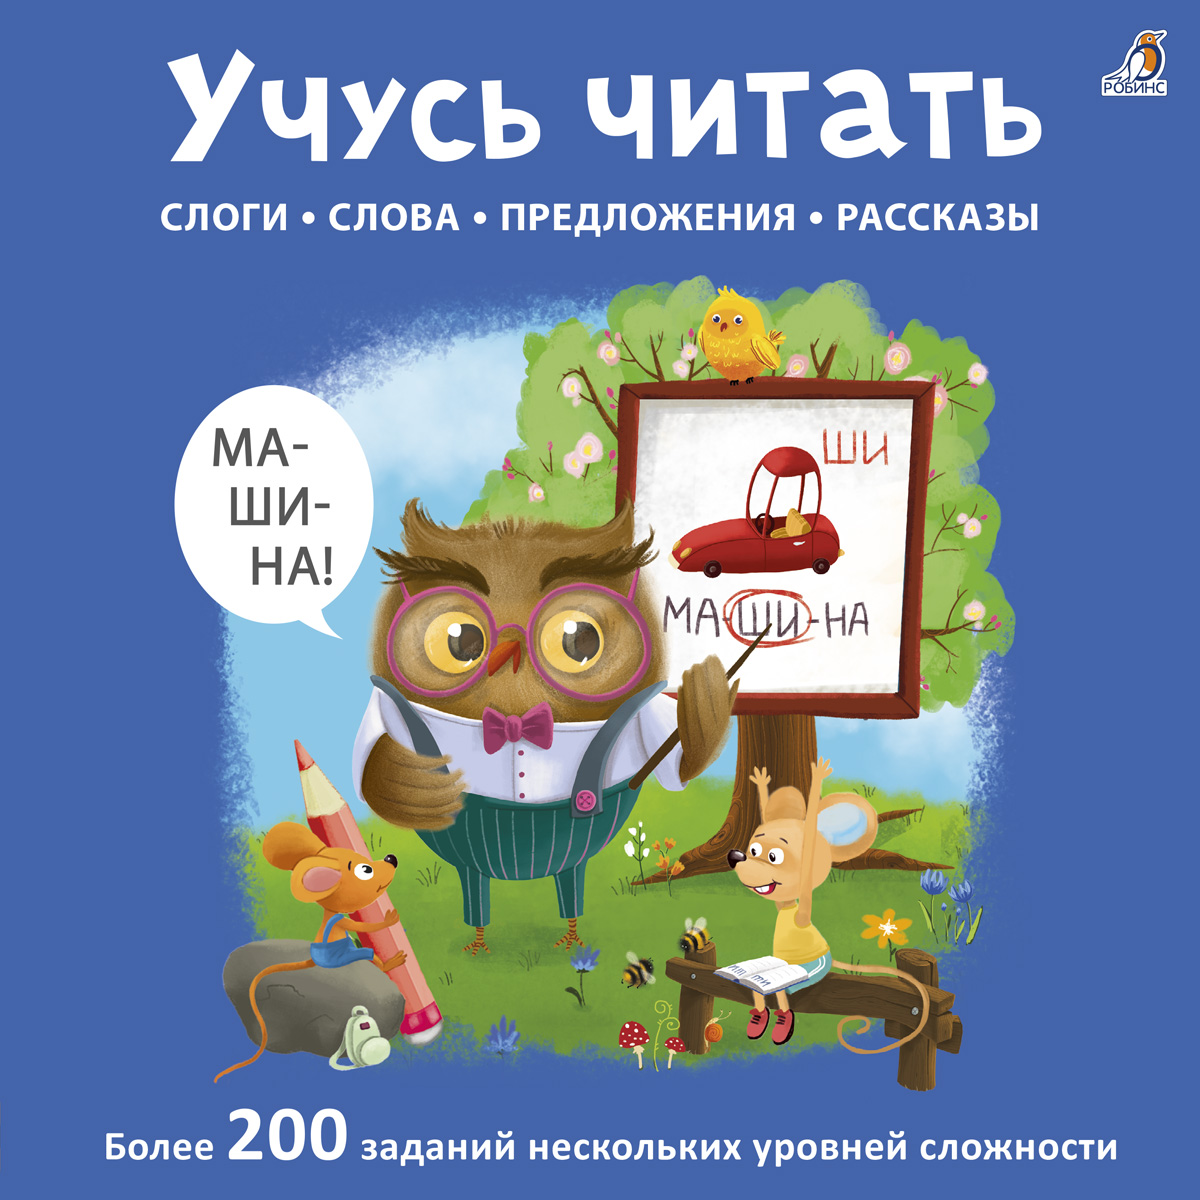 Учусь читать
РОБИНС
СЛОГИ • СЛОВА • ПРЕДЛОЖЕНИЯ • РАССКАЗЫ
МА-
ШИ-
НА!
ШИ
МА-ШИ-НА
Более 200 заданий нескольких уровней сложности